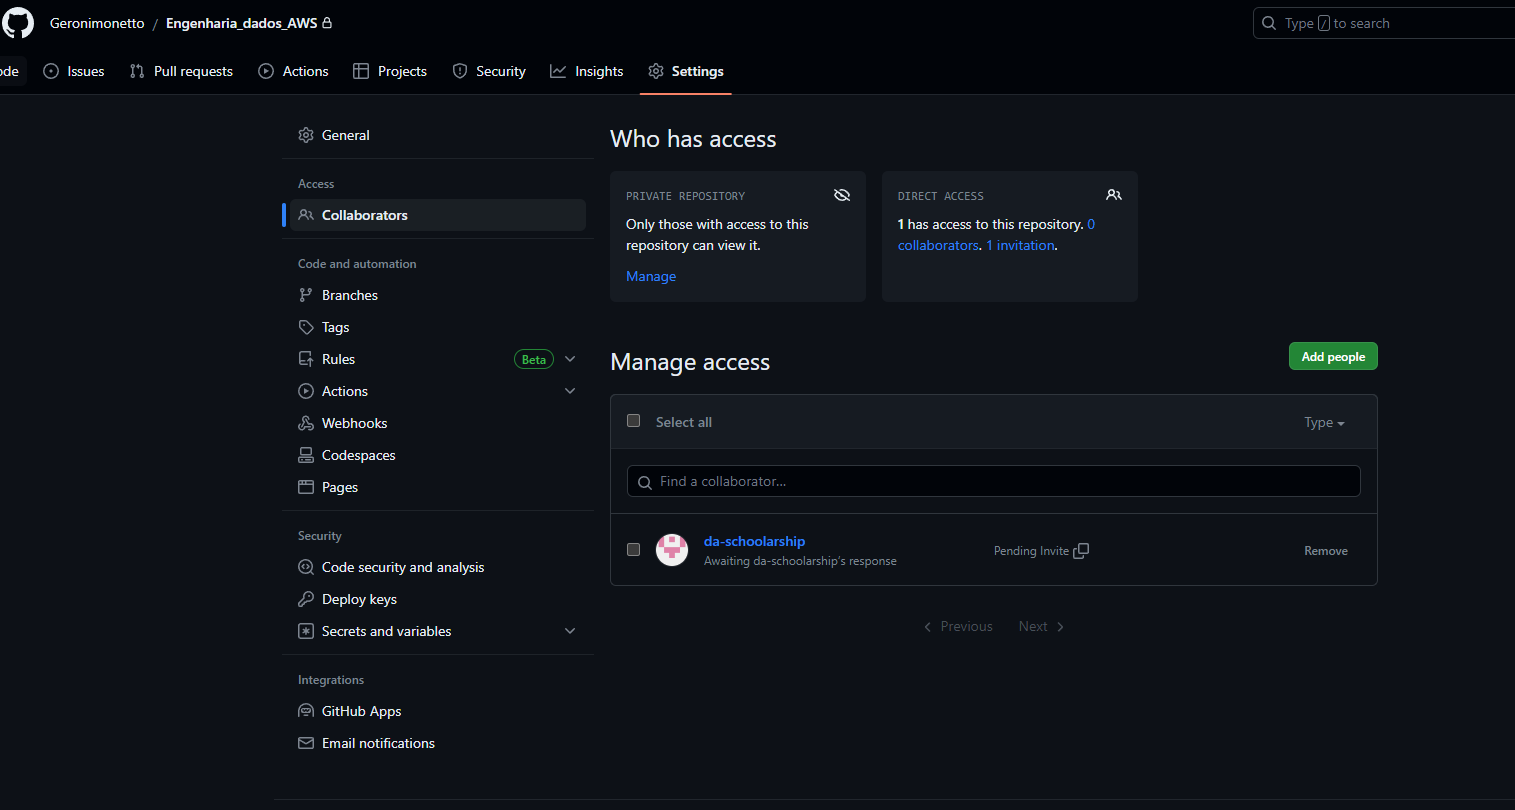 Geronimonetto / Engenharia_dados_AWS
Type / to search
ode
Issues
Pull requests
Actions
Projects
Security
Insights
Settings
General
Access
Collaborators
Code and automation
Branches
Tags
Rules
Beta
Actions
Webhooks
Codespaces
Pages
Security
Code security and analysis
Deploy keys
Secrets and variables
Integrations
GitHub Apps
Email notifications
Who has access
PRIVATE REPOSITORY
Only those with access to this
repository can view it.
Manage
DIRECT ACCESS
1 has access to this repository. 0
collaborators. 1 invitation.
Manage access
Add people
Select all
Type
Find a collaborator...
da-schoolarship
Awaiting da-schoolarship's response
Pending Invite
Remove
Previous
Next